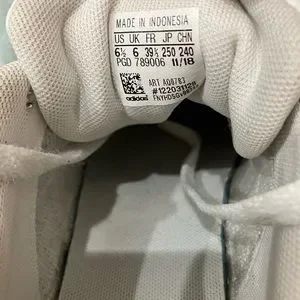 MADE IN INDONESIA
US UK FR JP CHN
6½ 6 39⅓ 250 240
PGD 789006 11/18
ART AQ0783
#122031128
adidas